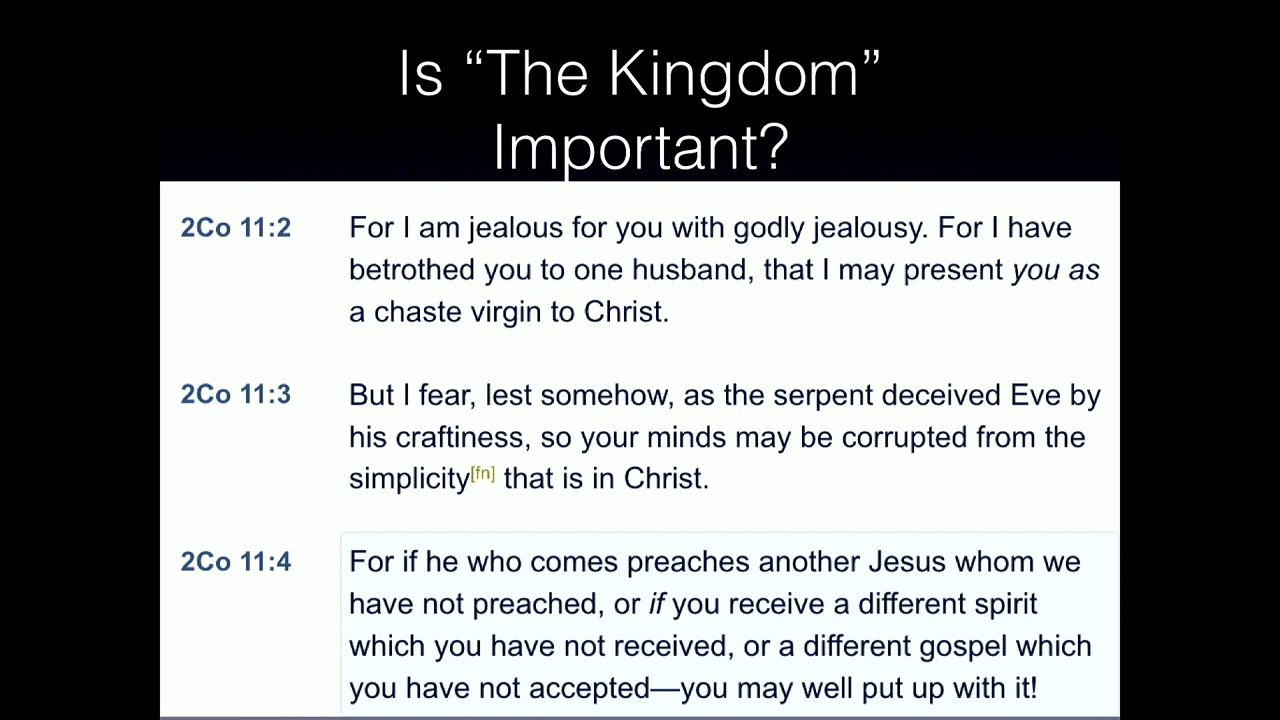 Is “The Kingdom”
Important?
2Co 11:2 For I am jealous for you with godly jealousy. For I have
betrothed you to one husband, that I may present you as
a chaste virgin to Christ.
2Co 11:3 But I fear, lest somehow, as the serpent deceived Eve by
his craftiness, so your minds may be corrupted from the
simplicity[fn] that is in Christ.
2Co 11:4 For if he who comes preaches another Jesus whom we
have not preached, or if you receive a different spirit
which you have not received, or a different gospel which
you have not accepted—you may well put up with it!